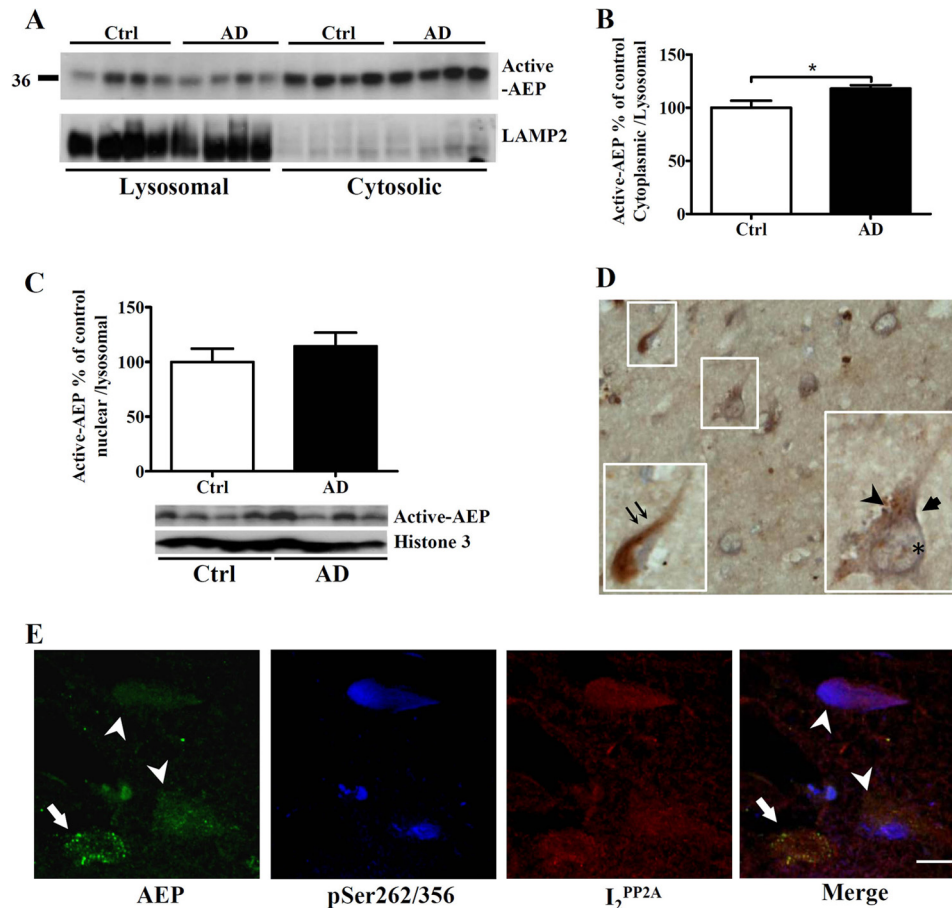 A
Ctrl AD Ctrl AD
36
Active
-AEP
LAMP2
Lysosomal Cytosolic
B
Active-AEP % of control
Cytoplasmic /Lysosomal
150
100
50
0
*
Ctrl AD
C
Active-AEP % of control
nuclear /lysosomal
150
100
50
0
Ctrl AD
Active-AEP
Histone 3
Ctrl AD
D
*
E
AEP pSer262/356 I₂ᴾᴾ²ᴬ Merge